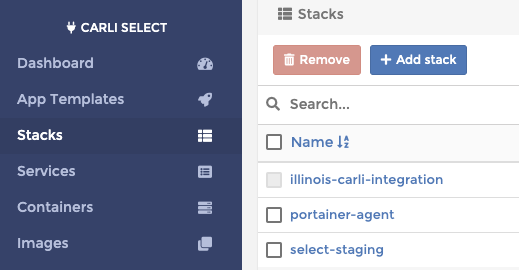 CARLI SELECT
Dashboard
App Templates
Stacks
Services
Containers
Images
Stacks
Remove
Add stack
Search...
Name
illinois-carli-integration
portainer-agent
select-staging